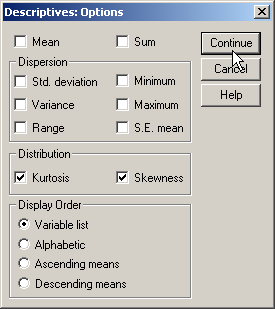 Descriptives: Options
Mean Sum Continue
Dispersion Cancel
Std. deviation Minimum
Variance Maximum Help
Range S.E. mean
Distribution
Kurtosis Skewness
Display Order
Variable list
Alphabetic
Ascending means
Descending means